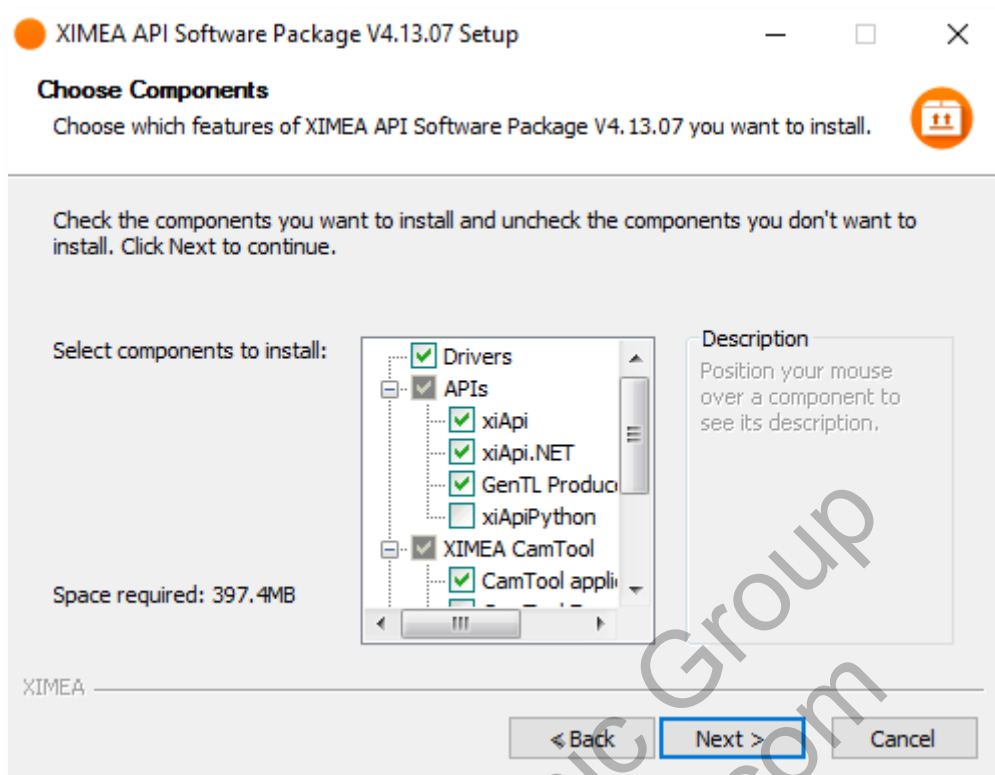 XIMEA API Software Package V4.13.07 Setup
Choose Components
Choose which features of XIMEA API Software Package V4.13.07 you want to install.
Check the components you want to install and uncheck the components you don't want to
install. Click Next to continue.
Select components to install:
Drivers
APIs
xiApi
xiApi.NET
GenTL Produc
xiApiPython
XIMEA CamTool
CamTool appli
Description
Position your mouse
over a component to
see its description.
Space required: 397.4MB
XIMEA
< Back
Next >
Cancel
Group